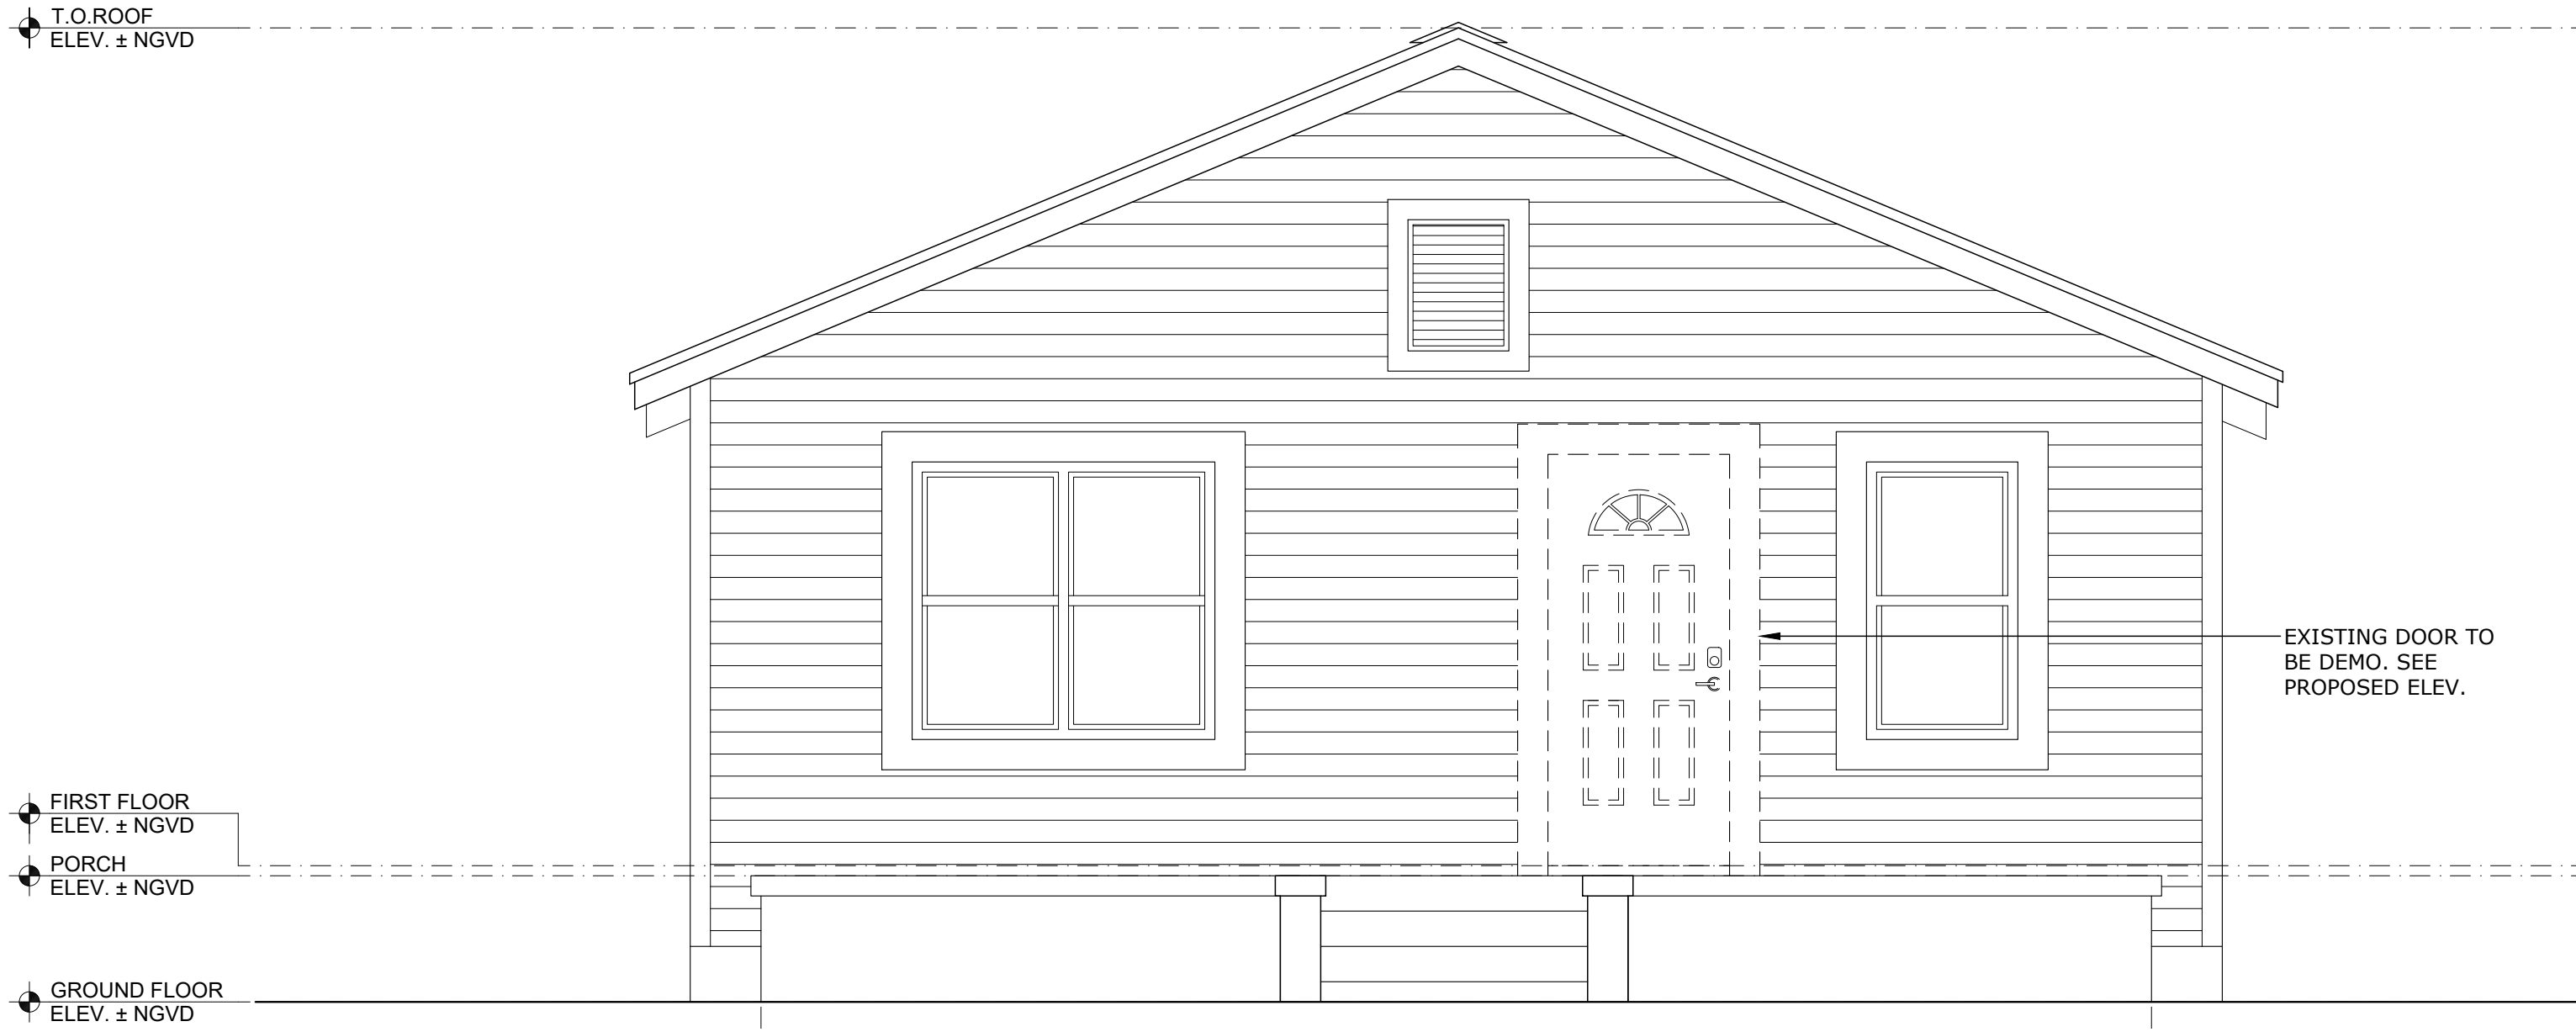 T.O.ROOF
ELEV. ± NGVD
EXISTING DOOR TO
BE DEMO. SEE
PROPOSED ELEV.
FIRST FLOOR
ELEV. ± NGVD
PORCH
ELEV. ± NGVD
GROUND FLOOR
ELEV. ± NGVD